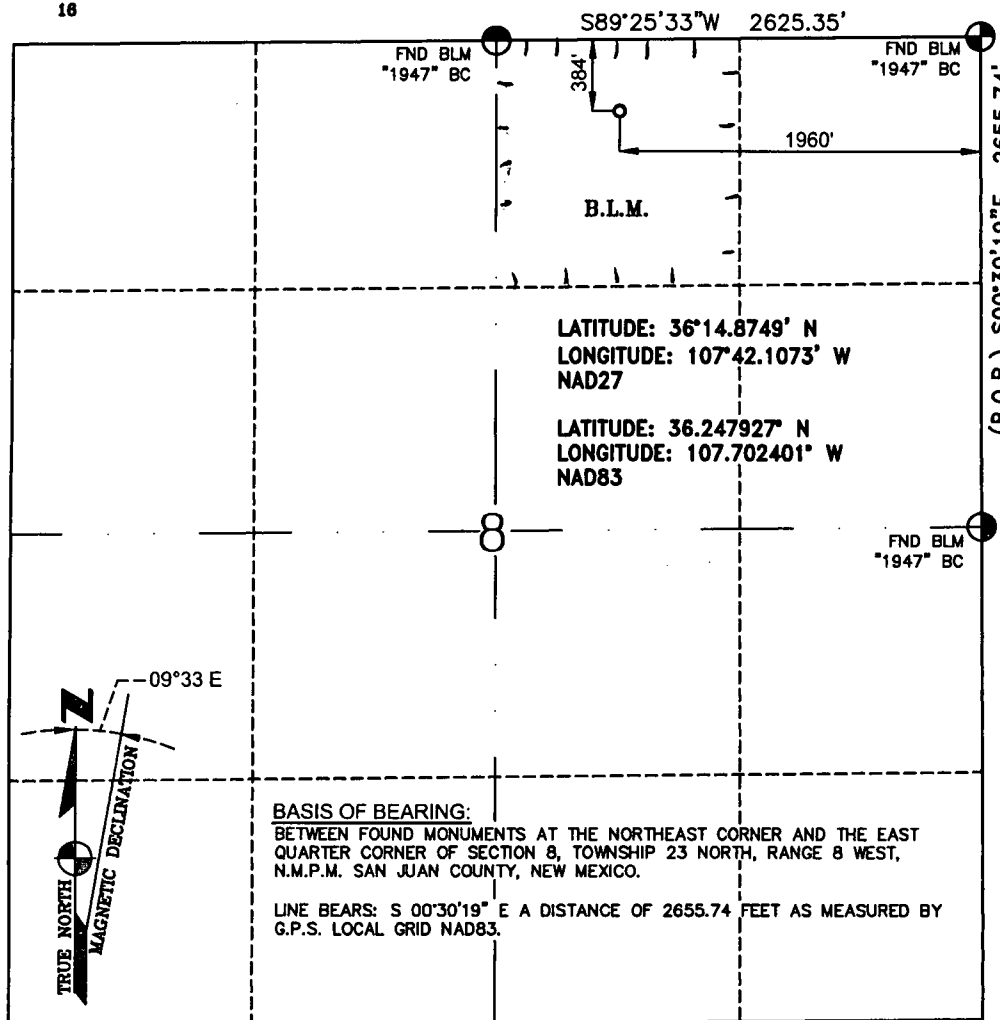 16
S89°25'33"W 2625.35'
FND BLM
"1947" BC
FND BLM
"1947" BC
384'
1960'
B.L.M.
LATITUDE: 36°14.8749' N
LONGITUDE: 107°42.1073' W
NAD27
LATITUDE: 36.247927° N
LONGITUDE: 107.702401° W
NAD83
(B.O.B.) S00°30'19"E 2655.74'
8
FND BLM
"1947" BC
N
09°33 E
TRUE NORTH
MAGNETIC DECLINATION
BASIS OF BEARING:
BETWEEN FOUND MONUMENTS AT THE NORTHEAST CORNER AND THE EAST
QUARTER CORNER OF SECTION 8, TOWNSHIP 23 NORTH, RANGE 8 WEST,
N.M.P.M. SAN JUAN COUNTY, NEW MEXICO.
LINE BEARS: S 00°30'19" E A DISTANCE OF 2655.74 FEET AS MEASURED BY
G.P.S. LOCAL GRID NAD83.